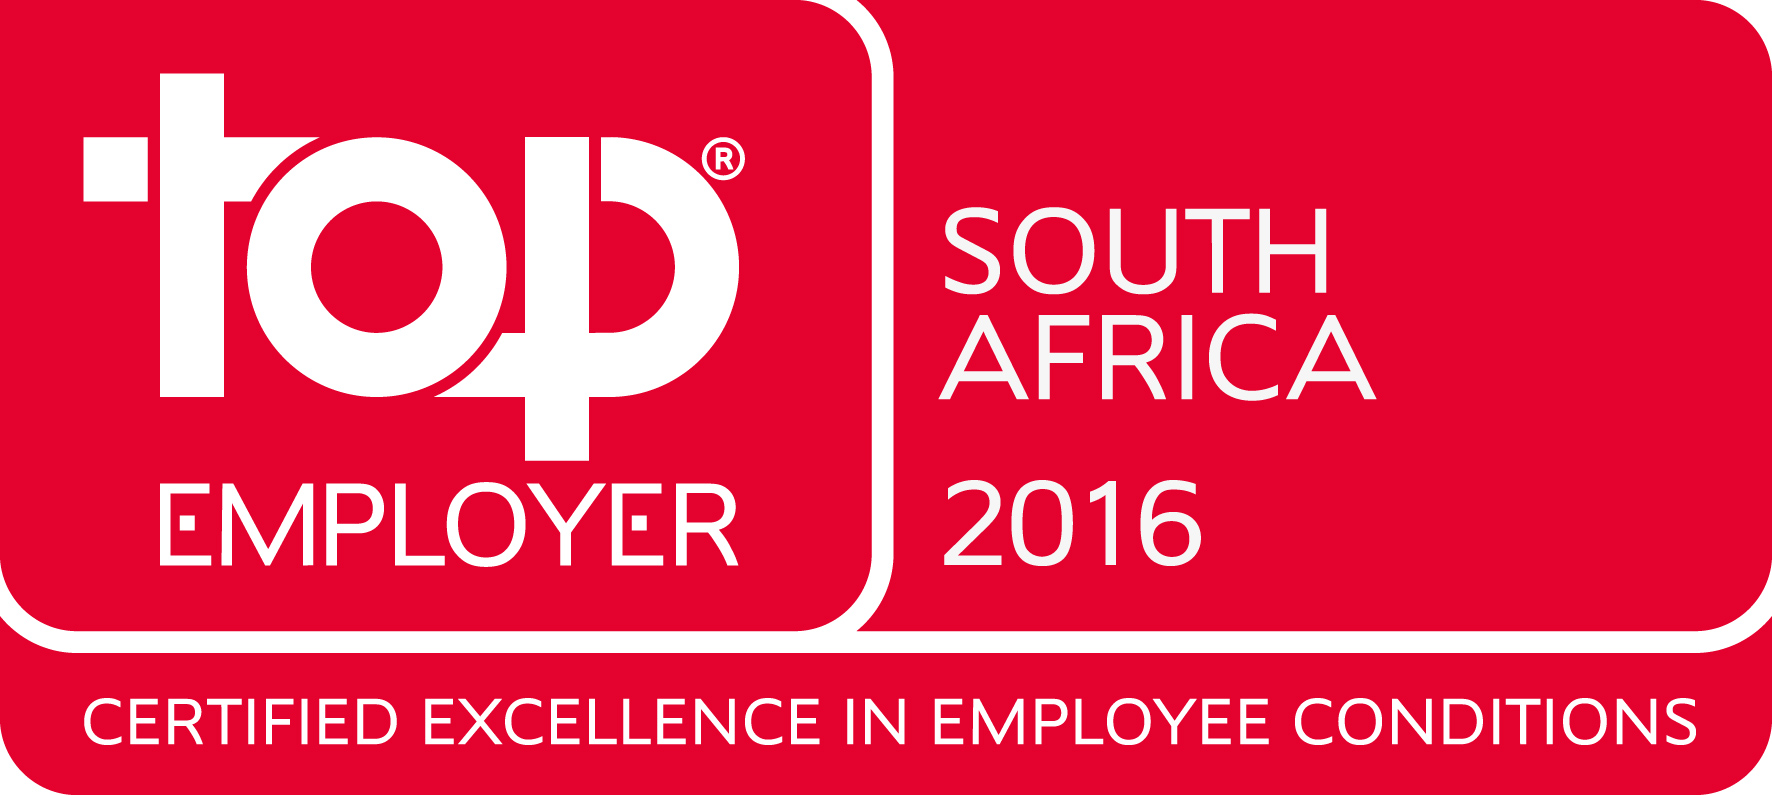 top®
EMPLOYER
SOUTH
AFRICA
2016
CERTIFIED EXCELLENCE IN EMPLOYEE CONDITIONS